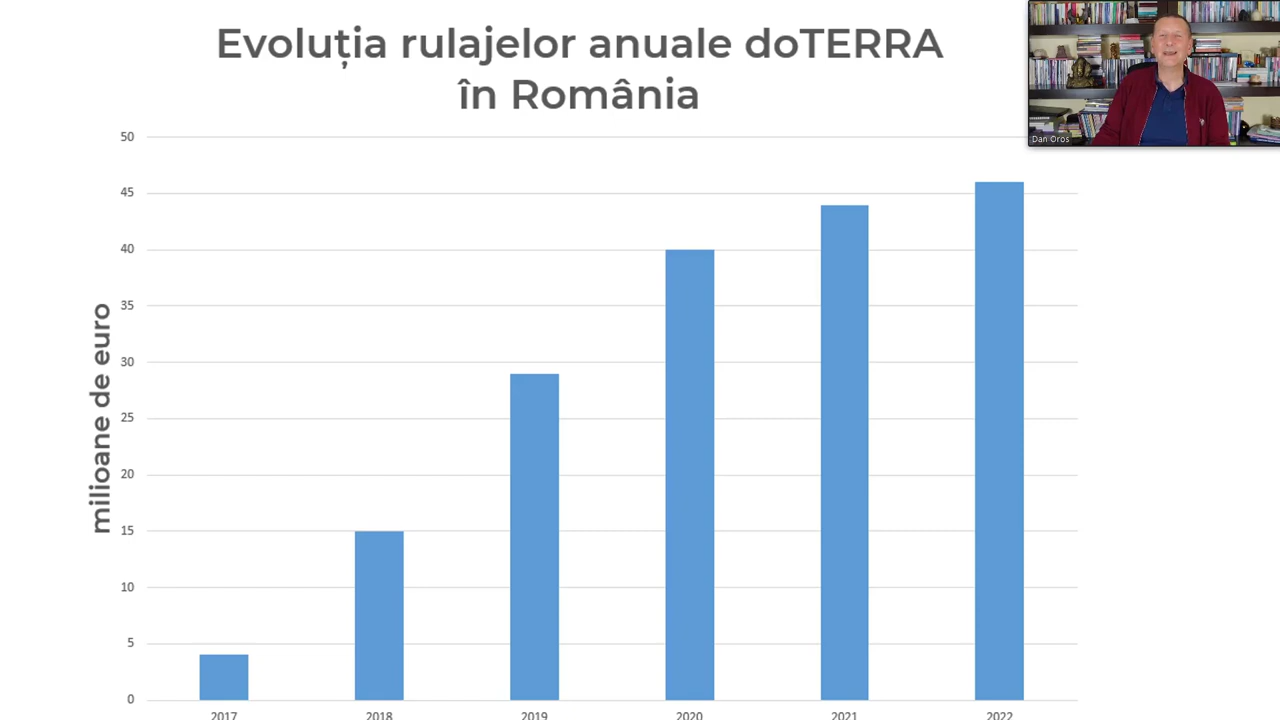 Evoluția rulajelor anuale doTERRA
în România
Dan Oros
milioane de euro
50
45
40
35
30
25
20
15
10
5
0
2017 2018 2019 2020 2021 2022